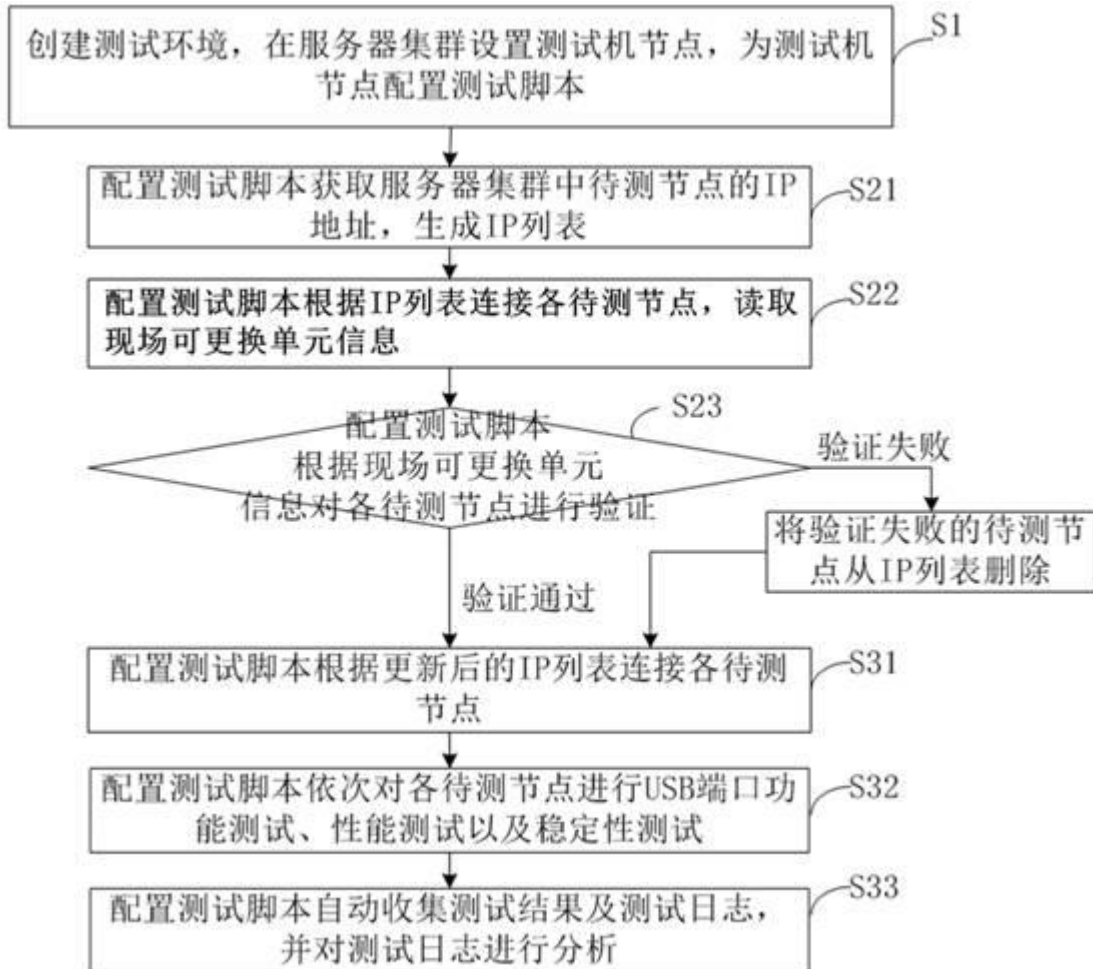 创建测试环境，在服务器集群设置测试机节点，为测试机
节点配置测试脚本
S1
配置测试脚本获取服务器集群中待测节点的IP
地址，生成IP列表
S21
配置测试脚本根据IP列表连接各待测节点，读取
现场可更换单元信息
S22
配置测试脚本
根据现场可更换单元
信息对各待测节点进行验证
S23
验证失败
将验证失败的待测节
点从IP列表删除
验证通过
配置测试脚本根据更新后的IP列表连接各待测
节点
S31
配置测试脚本依次对各待测节点进行USB端口功
能测试、性能测试以及稳定性测试
S32
配置测试脚本自动收集测试结果及测试日志，
并对测试日志进行分析
S33